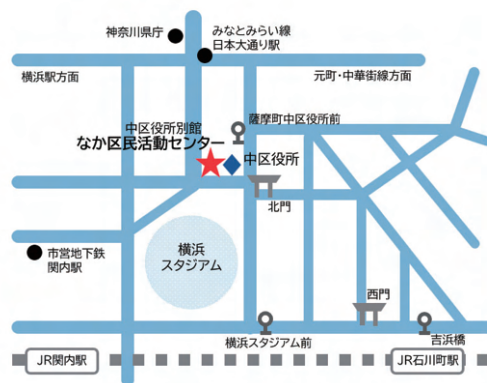 神奈川県庁
みなとみらい線
日本大通り駅
横浜駅方面
元町・中華街線方面
中区役所別館
なか区民活動センター
薩摩町中区役所前
中区役所
北門
市営地下鉄
関内駅
横浜
スタジアム
西門
横浜スタジアム前
吉浜橋
JR関内駅
JR石川町駅